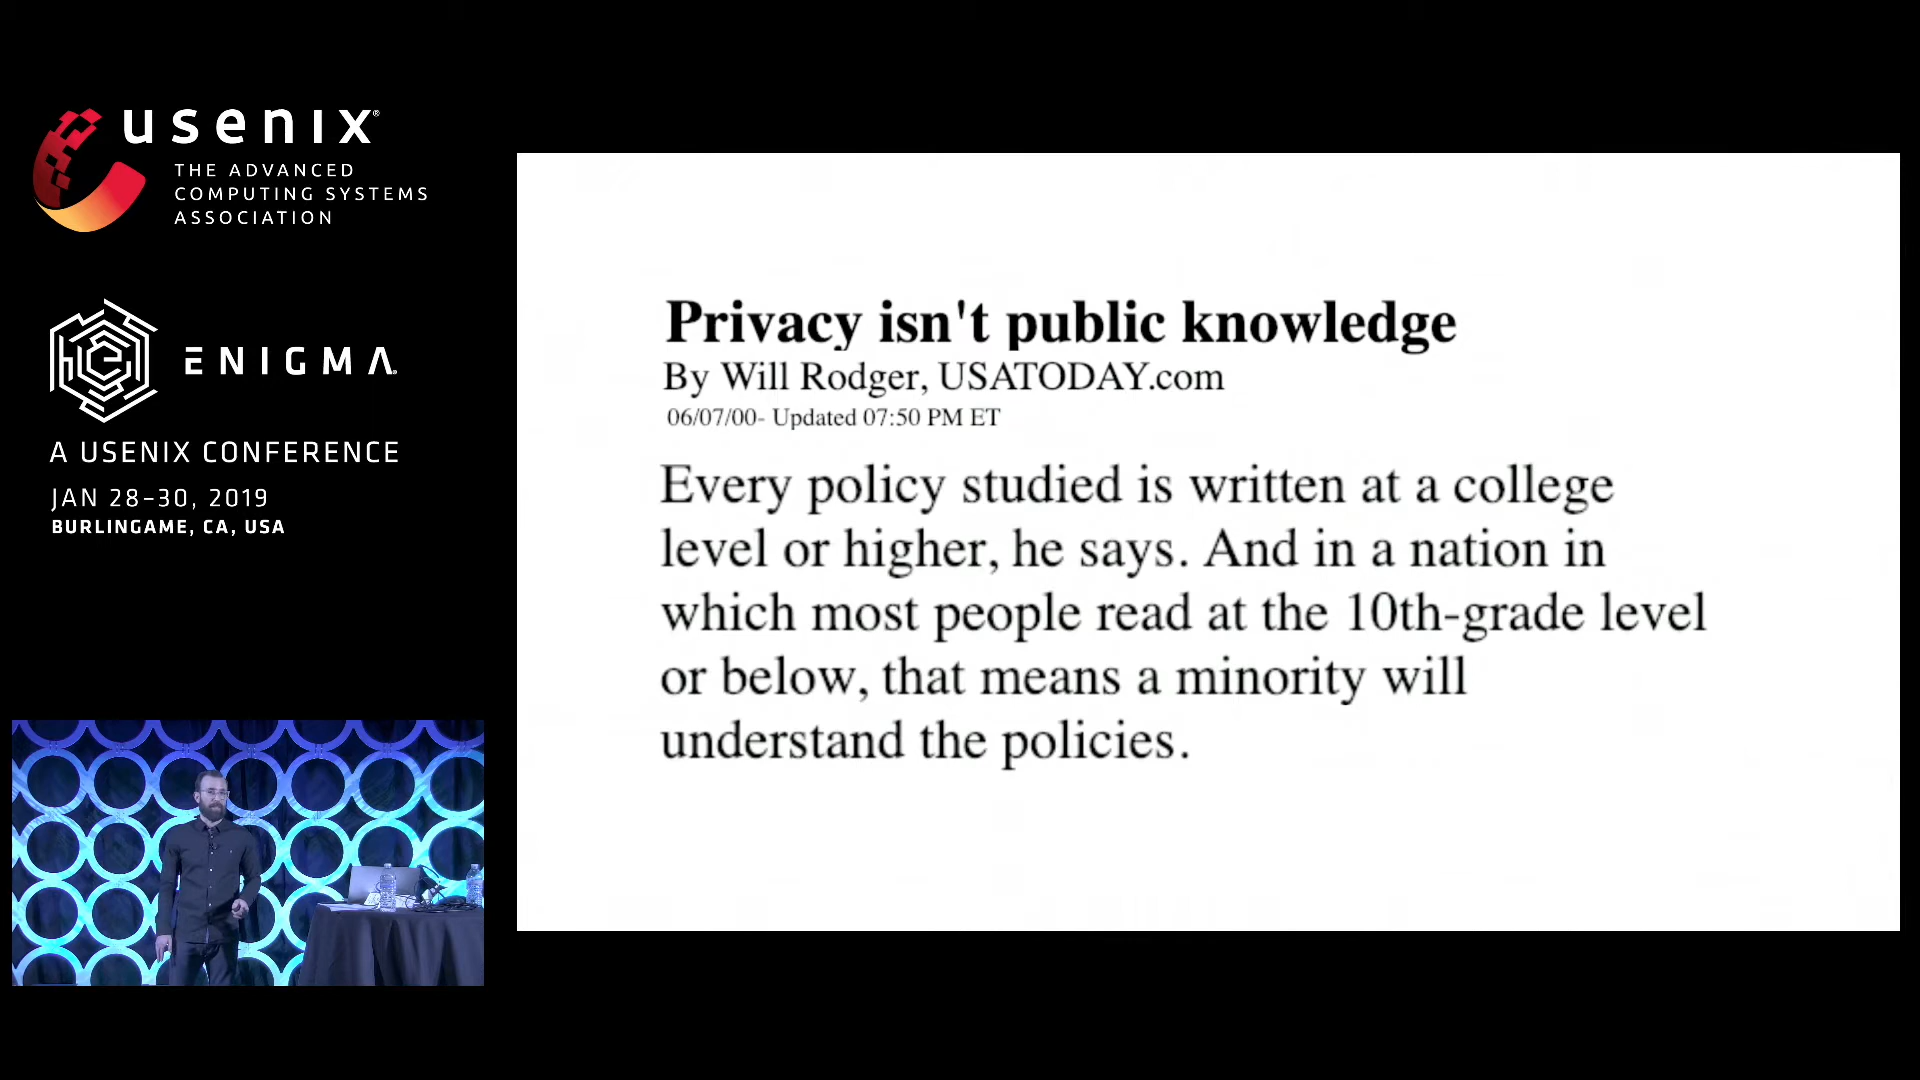 usenix®
THE ADVANCED
COMPUTING SYSTEMS
ASSOCIATION
ENIGMA®
A USENIX CONFERENCE
JAN 28–30, 2019
BURLINGAME, CA, USA
Privacy isn't public knowledge
By Will Rodger, USATODAY.com
06/07/00- Updated 07:50 PM ET
Every policy studied is written at a college
level or higher, he says. And in a nation in
which most people read at the 10th-grade level
or below, that means a minority will
understand the policies.